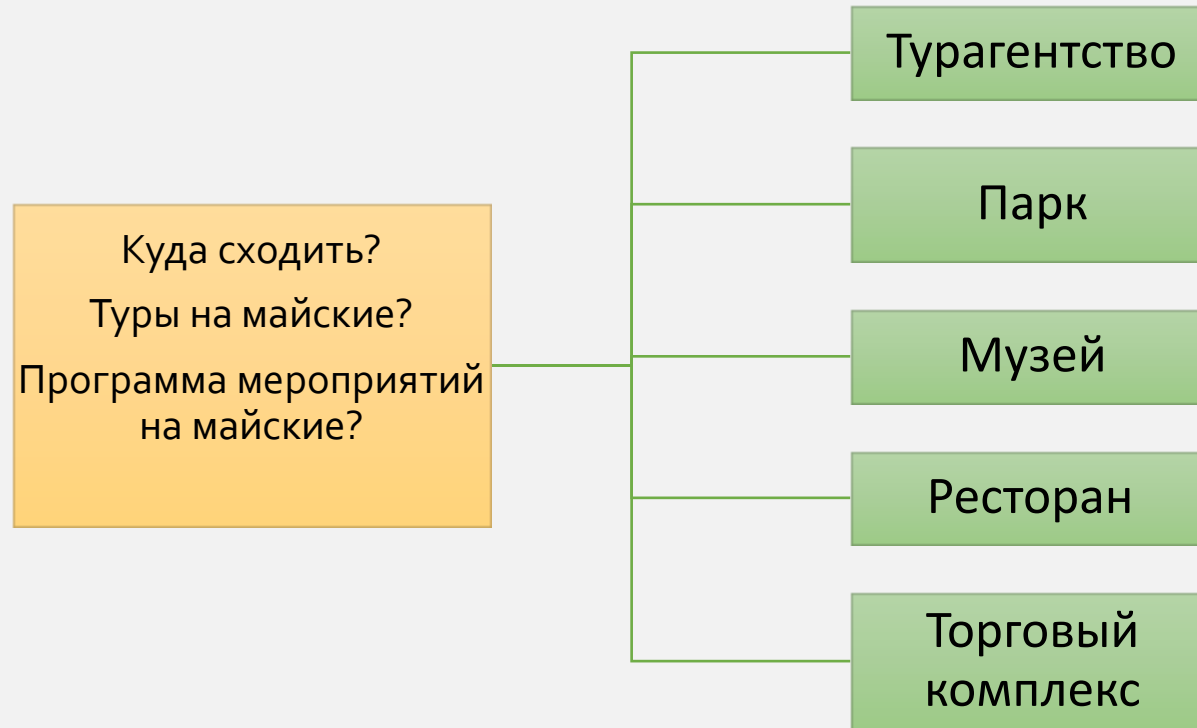 Куда сходить?
Туры на майские?
Программа мероприятий
на майские?
Турагентство
Парк
Музей
Ресторан
Торговый
комплекс